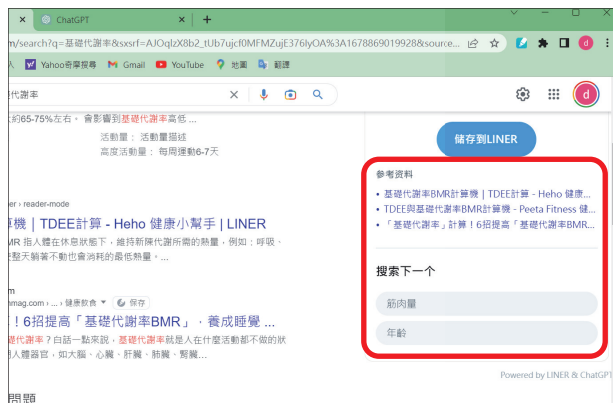 ChatGPT
m/search?q=基礎代謝率&sxsrf=AJOqlzX8b2_tUb7ujcf0MFMZujE376IyOA%3A1678869019928&source...
人 Yahoo奇摩搜尋 Gmail YouTube 地圖 翻譯
代謝率
d
約65-75%左右。 會影響到基礎代謝率高低 ...
活動量： 活動量描述
高度活動量： 每周運動6-7天
er › reader-mode
機 | TDEE計算 - Heho 健康小幫手 | LINER
MR 指人體在休息狀態下，維持新陳代謝所需的熱量，例如：呼吸、
整天躺著不動也會消耗的最低熱量。...
m
nmag.com › ... › 健康飲食 保存
！6招提高「基礎代謝率BMR」，養成睡覺 ...
礎代謝率？白話一點來說，基礎代謝率就是人在什麼活動都不做的狀
人體器官，如大腦、心臟、肝臟、肺臟、腎臟...
問題
儲存到LINER
參考資料
• 基礎代謝率BMR計算機 | TDEE計算 - Heho 健康...
• TDEE與基礎代謝率BMR計算機 - Peeta Fitness 健...
• 「基礎代謝率」計算！6招提高「基礎代謝率BMR...
搜索下一个
筋肉量
年齡
Powered by LINER & ChatGPT